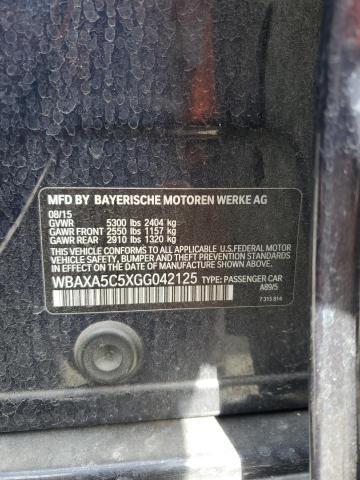 MFD BY BAYERISCHE MOTOREN WERKE AG
08/15
GVWR 5300 lbs 2404 kg
GAWR FRONT 2550 lbs 1157 kg
GAWR REAR 2910 lbs 1320 kg
THIS VEHICLE CONFORMS TO ALL APPLICABLE U.S.FEDERAL MOTOR
VEHICLE SAFETY, BUMPER AND THEFT PREVENTION STANDARDS IN
EFFECT ON THE DATE OF MANUFACTURE SHOWN ABOVE.
WBAXA5C5XGG042125 TYPE: PASSENGER CAR
A89/5
7 315 814